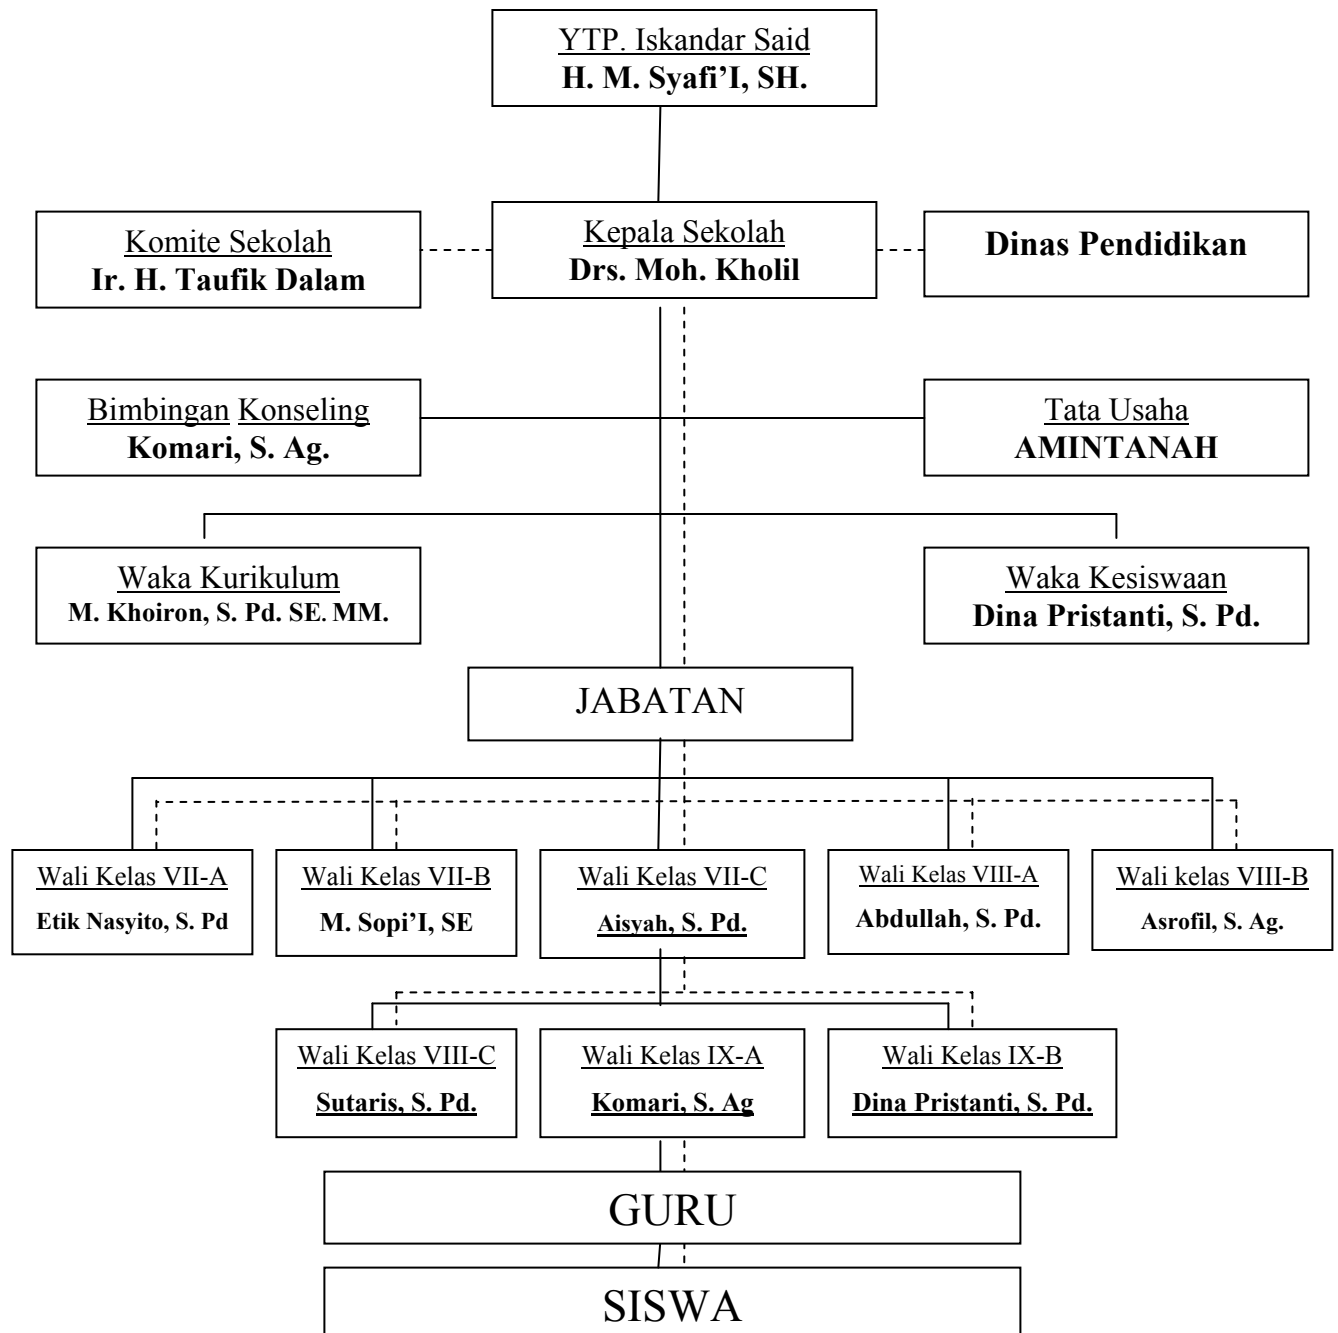 YTP. Iskandar Said
H. M. Syafi’I, SH.
Komite Sekolah
Ir. H. Taufik Dalam
Kepala Sekolah
Drs. Moh. Kholil
Dinas Pendidikan
Bimbingan Konseling
Komari, S. Ag.
Tata Usaha
AMINTANAH
Waka Kurikulum
M. Khoiron, S. Pd. SE. MM.
Waka Kesiswaan
Dina Pristanti, S. Pd.
JABATAN
Wali Kelas VII-A
Etik Nasyito, S. Pd
Wali Kelas VII-B
M. Sopi’I, SE
Wali Kelas VII-C
Aisyah, S. Pd.
Wali Kelas VIII-A
Abdullah, S. Pd.
Wali kelas VIII-B
Asrofil, S. Ag.
Wali Kelas VIII-C
Sutaris, S. Pd.
Wali Kelas IX-A
Komari, S. Ag
Wali Kelas IX-B
Dina Pristanti, S. Pd.
GURU
SISWA